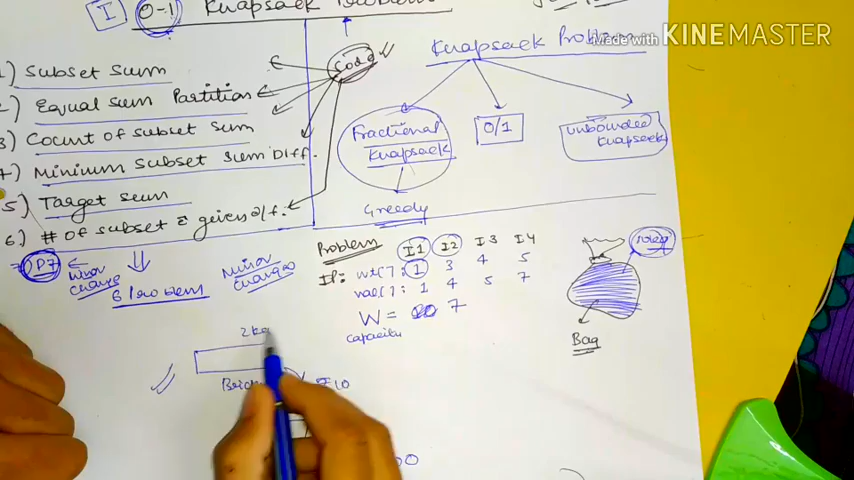 I 0-1 Knapsack Problem
Made with KINEMASTER
1) Subset sum
2) Equal sum Partition
3) Count of subset sum
4) Minimum subset sum Diff.
5) Target sum
6) # of subset & given diff.
Code
Knapsack Problem
Fractional Knapsack
0/1
unbounded Knapsack
Greedy
DP7
minor change
6 Problem
minor changes
Problem
I1 I2 I3 I4
IP: wt[]: 1 3 4 5
val[]: 1 4 5 7
W = 7
capacity
Bag
2kg
10